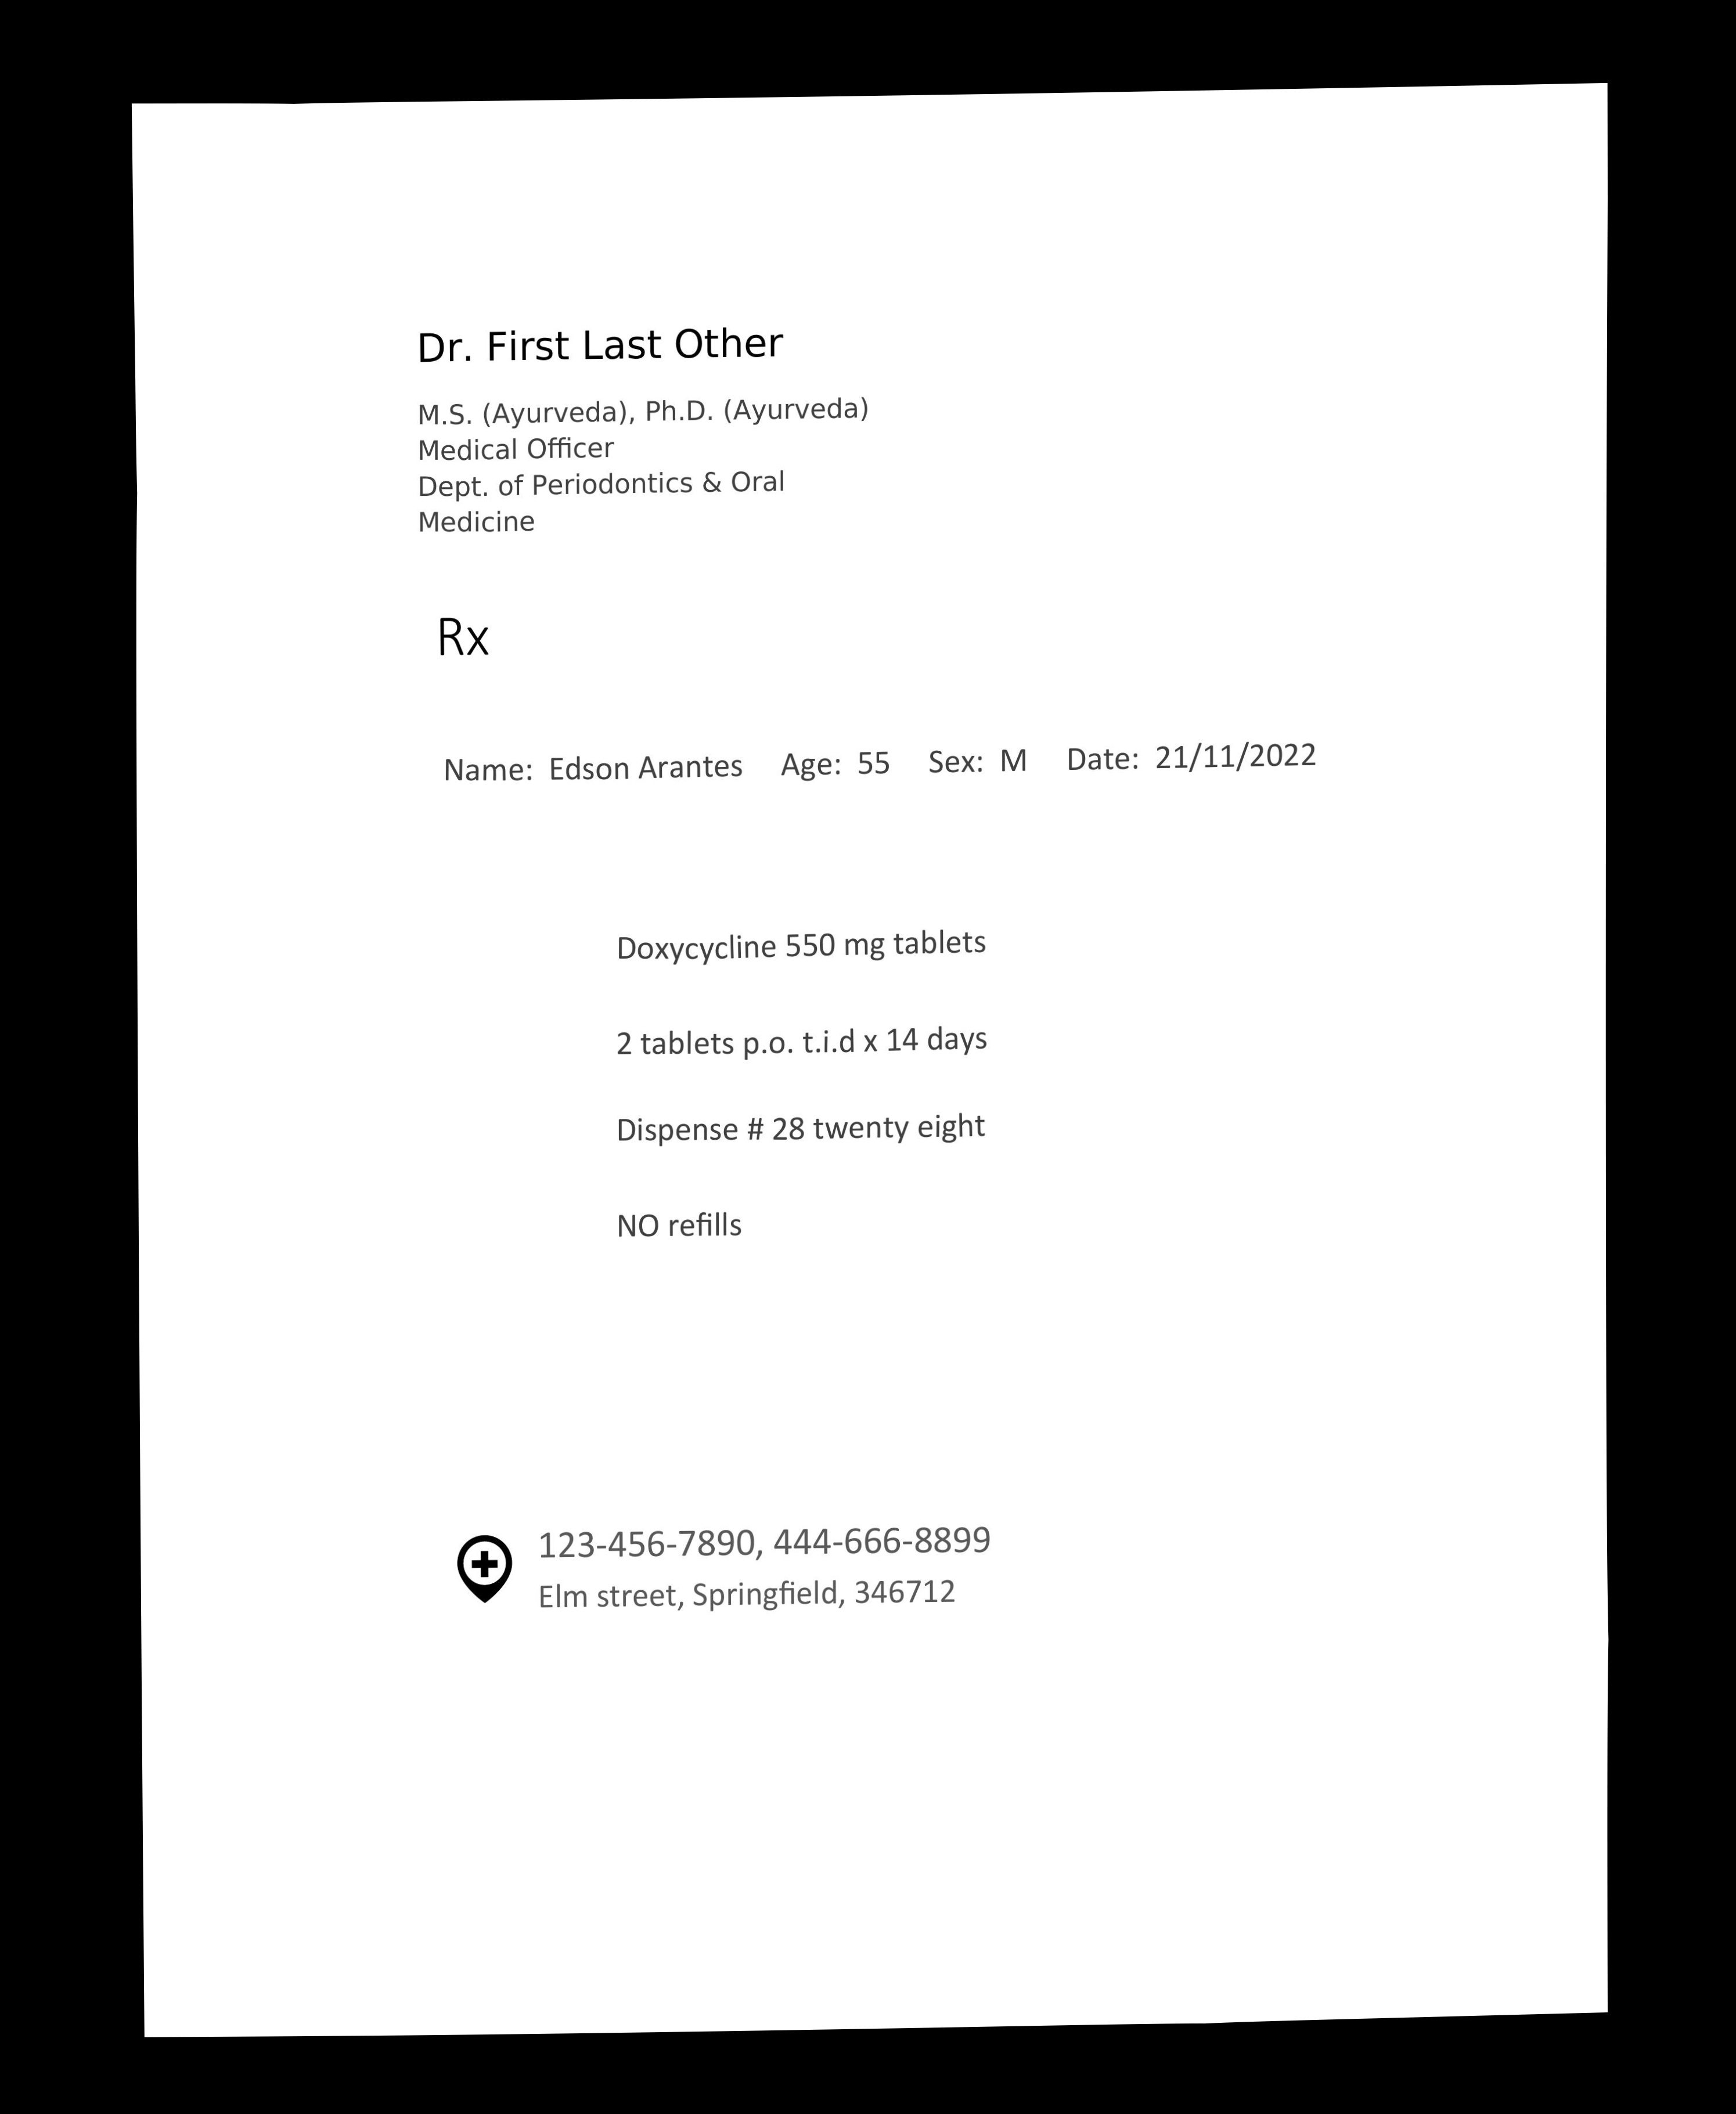 Dr. First Last Other
M.S. (Ayurveda), Ph.D. (Ayurveda)
Medical Officer
Dept. of Periodontics & Oral
Medicine
Rx
Name: Edson Arantes Age: 55 Sex: M Date: 21/11/2022
Doxycycline 550 mg tablets
2 tablets p.o. t.i.d x 14 days
Dispense # 28 twenty eight
NO refills
123-456-7890, 444-666-8899
Elm street, Springfield, 346712